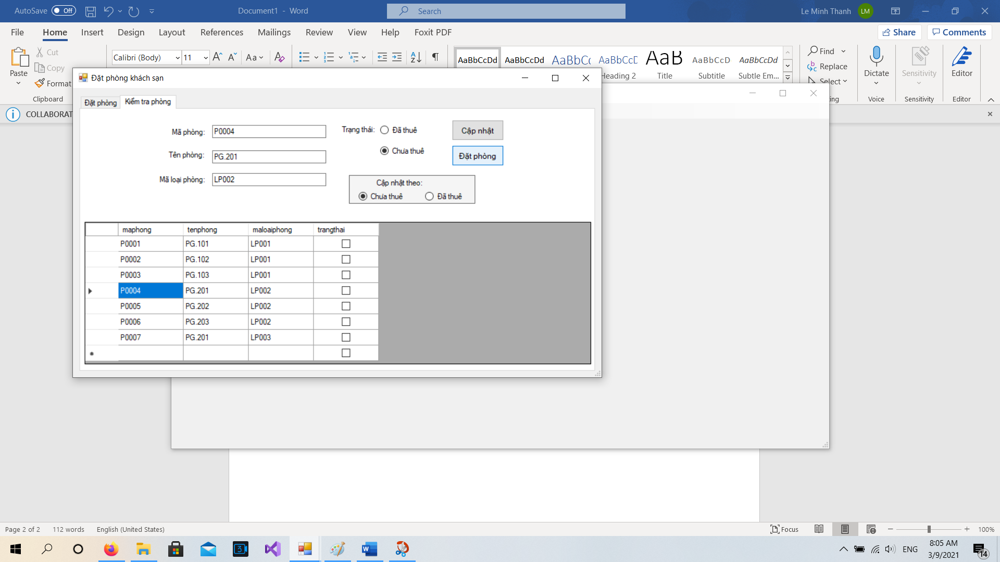 AutoSave Off Document1 - Word Search Le Minh Thanh LM
File Home Insert Design Layout References Mailings Review View Help Foxit PDF Share Comments
Paste Cut Copy Format Clipboard
Calibri (Body) 11 Aa
AaBbCcDd AaBbCcDd AaBbCc AaBbCcD AaB AaBbCcD AaBbCcDd
Heading 2 Title Subtitle Subtle Em...
Find Replace Select
Dictate Sensitivity Editor
Voice Sensitivity Editor
COLLABORAT
Đặt phòng khách sạn
Đặt phòng Kiểm tra phòng
Mã phòng: P0004 Trạng thái: Đã thuê Cập nhật
Chưa thuê Đặt phòng
Tên phòng: PG.201
Mã loại phòng: LP002
Cập nhật theo:
Chưa thuê Đã thuê
maphong tenphong maloaiphong trangthai
P0001 PG.101 LP001
P0002 PG.102 LP001
P0003 PG.103 LP001
P0004 PG.201 LP002
P0005 PG.202 LP002
P0006 PG.203 LP002
P0007 PG.201 LP003
Page 2 of 2 112 words English (United States) Focus 100%
ENG 8:05 AM
3/9/2021 14